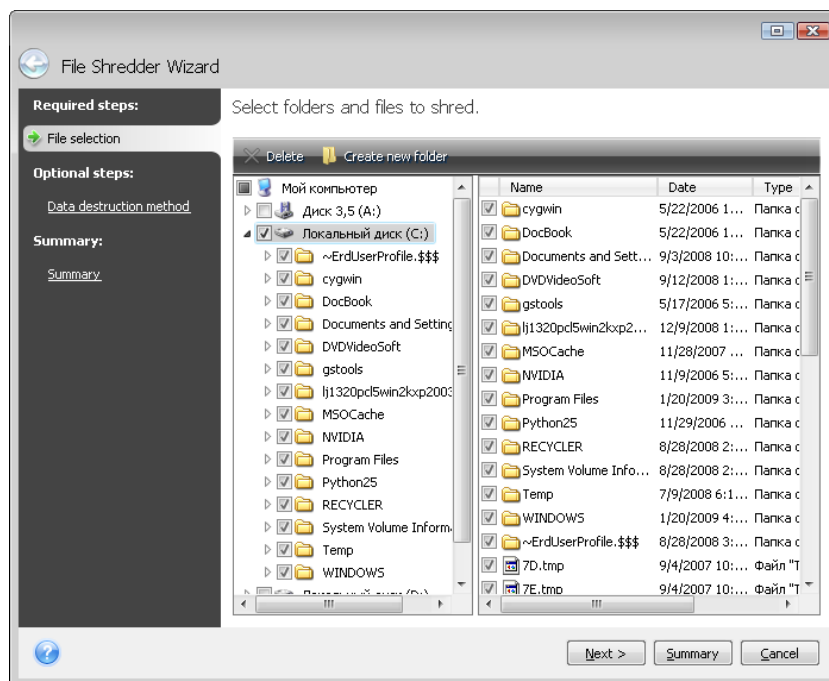 File Shredder Wizard
Required steps:
File selection
Optional steps:
Data destruction method
Summary:
Summary
Select folders and files to shred.
Delete Create new folder
Мой компьютер
Диск 3,5 (A:)
Локальный диск (C:)
~ErdUserProfile.$$$
cygwin
DocBook
Documents and Setting
DVDVideoSoft
gstools
lj1320pcl5win2kxp2003
MSOCache
NVIDIA
Program Files
Python25
RECYCLER
System Volume Inform
Temp
WINDOWS
Локальный диск (D:)
Name Date Type
cygwin 5/22/2006 1... Папка с
DocBook 5/22/2006 1... Папка с
Documents and Sett... 9/3/2008 10:... Папка с
DVDVideoSoft 9/12/2008 1:... Папка с
gstools 5/17/2006 5:... Папка с
lj1320pcl5win2kxp2... 12/9/2008 1:... Папка с
MSOCache 11/28/2007 ... Папка с
NVIDIA 11/9/2006 5:... Папка с
Program Files 1/20/2009 3:... Папка с
Python25 11/29/2006 ... Папка с
RECYCLER 8/28/2008 2:... Папка с
System Volume Info... 8/28/2008 2:... Папка с
Temp 7/9/2008 6:1... Папка с
WINDOWS 1/20/2009 4:... Папка с
~ErdUserProfile.$$$ 8/28/2008 3:... Папка с
7D.tmp 9/4/2007 10:... Файл "T
7E.tmp 9/4/2007 10:... Файл "T
Next > Summary Cancel